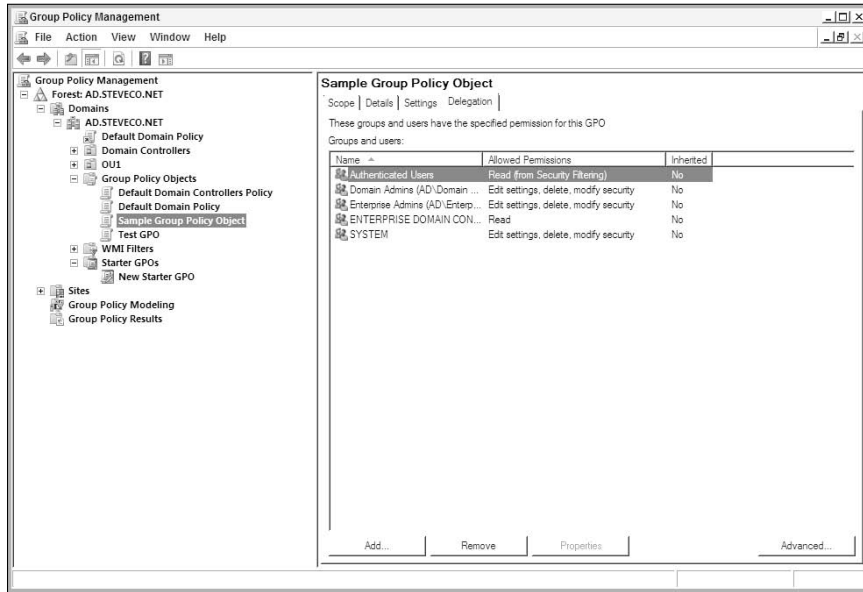 Group Policy Management
File Action View Window Help
Group Policy Management
Forest: AD.STEVECO.NET
Domains
AD.STEVECO.NET
Default Domain Policy
Domain Controllers
OU1
Group Policy Objects
Default Domain Controllers Policy
Default Domain Policy
Sample Group Policy Object
Test GPO
WMI Filters
Starter GPOs
New Starter GPO
Sites
Group Policy Modeling
Group Policy Results
Sample Group Policy Object
Scope Details Settings Delegation
These groups and users have the specified permission for this GPO
Groups and users:
Name Allowed Permissions Inherited
Authenticated Users Read (from Security Filtering) No
Domain Admins (AD\Domain ... Edit settings, delete, modify security No
Enterprise Admins (AD\Enterp... Edit settings, delete, modify security No
ENTERPRISE DOMAIN CON... Read No
SYSTEM Edit settings, delete, modify security No
Add... Remove Properties Advanced...